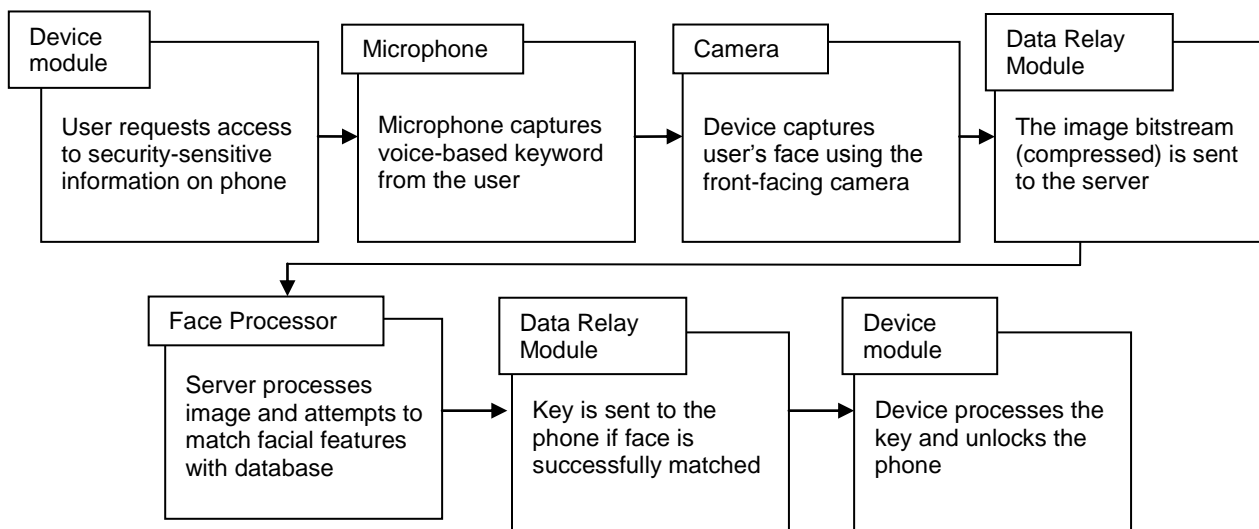 Device
module
User requests access
to security-sensitive
information on phone
Microphone
Microphone captures
voice-based keyword
from the user
Camera
Device captures
user's face using the
front-facing camera
Data Relay
Module
The image bitstream
(compressed) is sent
to the server
Face Processor
Server processes
image and attempts to
match facial features
with database
Data Relay
Module
Key is sent to the
phone if face is
successfully matched
Device
module
Device processes the
key and unlocks the
phone